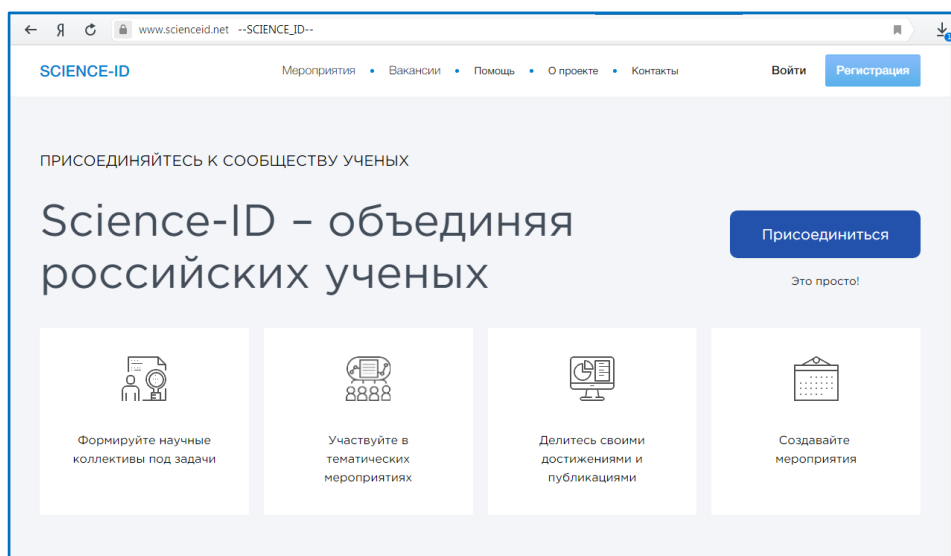 Я www.scienceid.net --SCIENCE_ID--
SCIENCE-ID Мероприятия • Вакансии • Помощь • О проекте • Контакты Войти Регистрация
ПРИСОЕДИНЯЙТЕСЬ К СООБЩЕСТВУ УЧЕНЫХ
Science-ID – объединяя
российских ученых
Присоединиться
Это просто!
Формируйте научные
коллективы под задачи
Участвуйте в
тематических
мероприятиях
Делитесь своими
достижениями и
публикациями
Создавайте
мероприятия